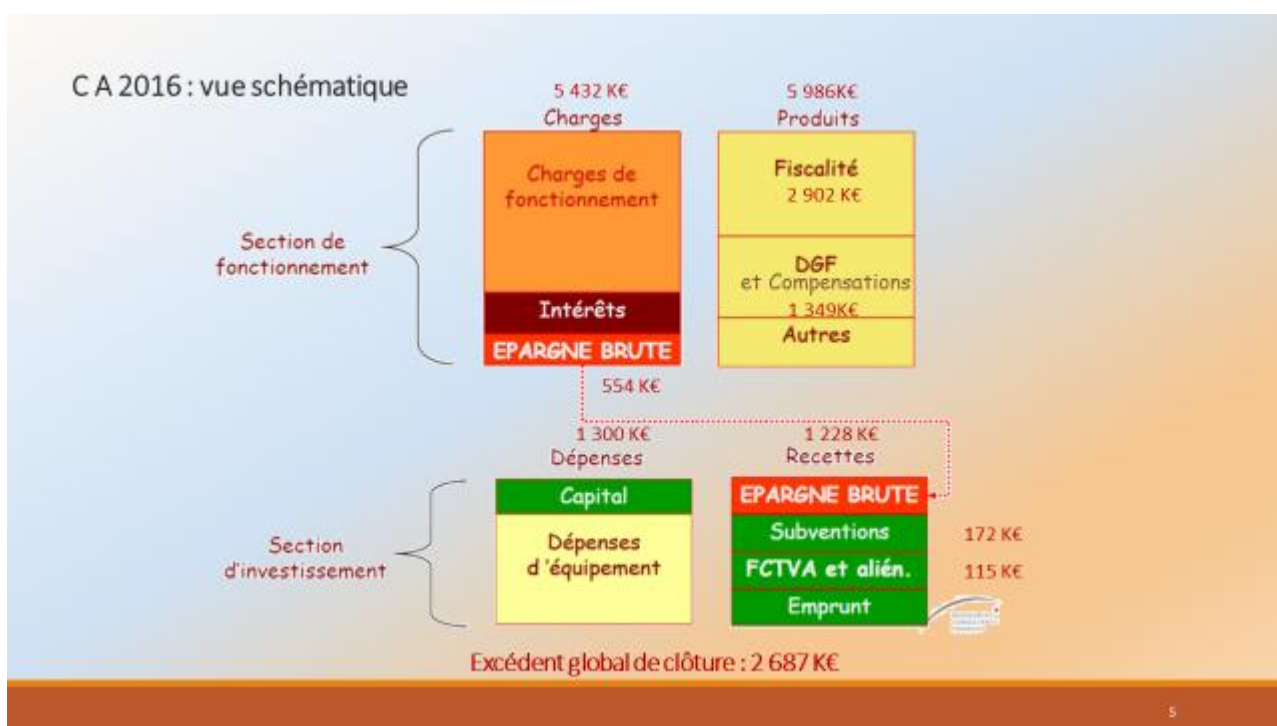 C A 2016 : vue schématique
5 432 K€
Charges
5 986K€
Produits
Section de
fonctionnement
Charges de
fonctionnement
Intérêts
EPARGNE BRUTE
554 K€
Fiscalité
2 902 K€
DGF
et Compensations
1 349K€
Autres
1 300 K€
Dépenses
1 228 K€
Recettes
Section
d'investissement
Capital
Dépenses
d 'équipement
EPARGNE BRUTE
Subventions
172 K€
FCTVA et alién.
115 K€
Emprunt
Excédent global de clôture : 2 687 K€
5